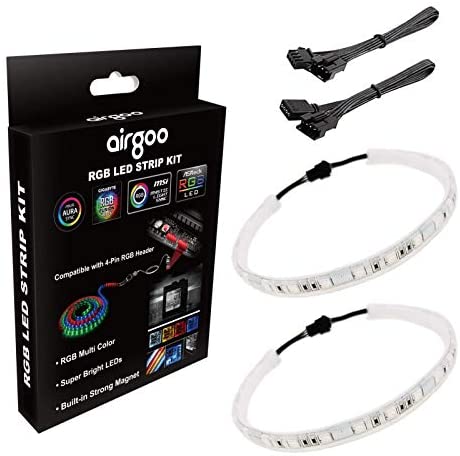 airgoo
RGB LED STRIP KIT
AURA
GIGABYTE
RGB
msi
ASRock
RGB
LED
Compatible with 4-Pin RGB Header
• RGB Multi Color
• Super Bright LEDs
• Built-in Strong Magnet
RGB LED STRIP KIT